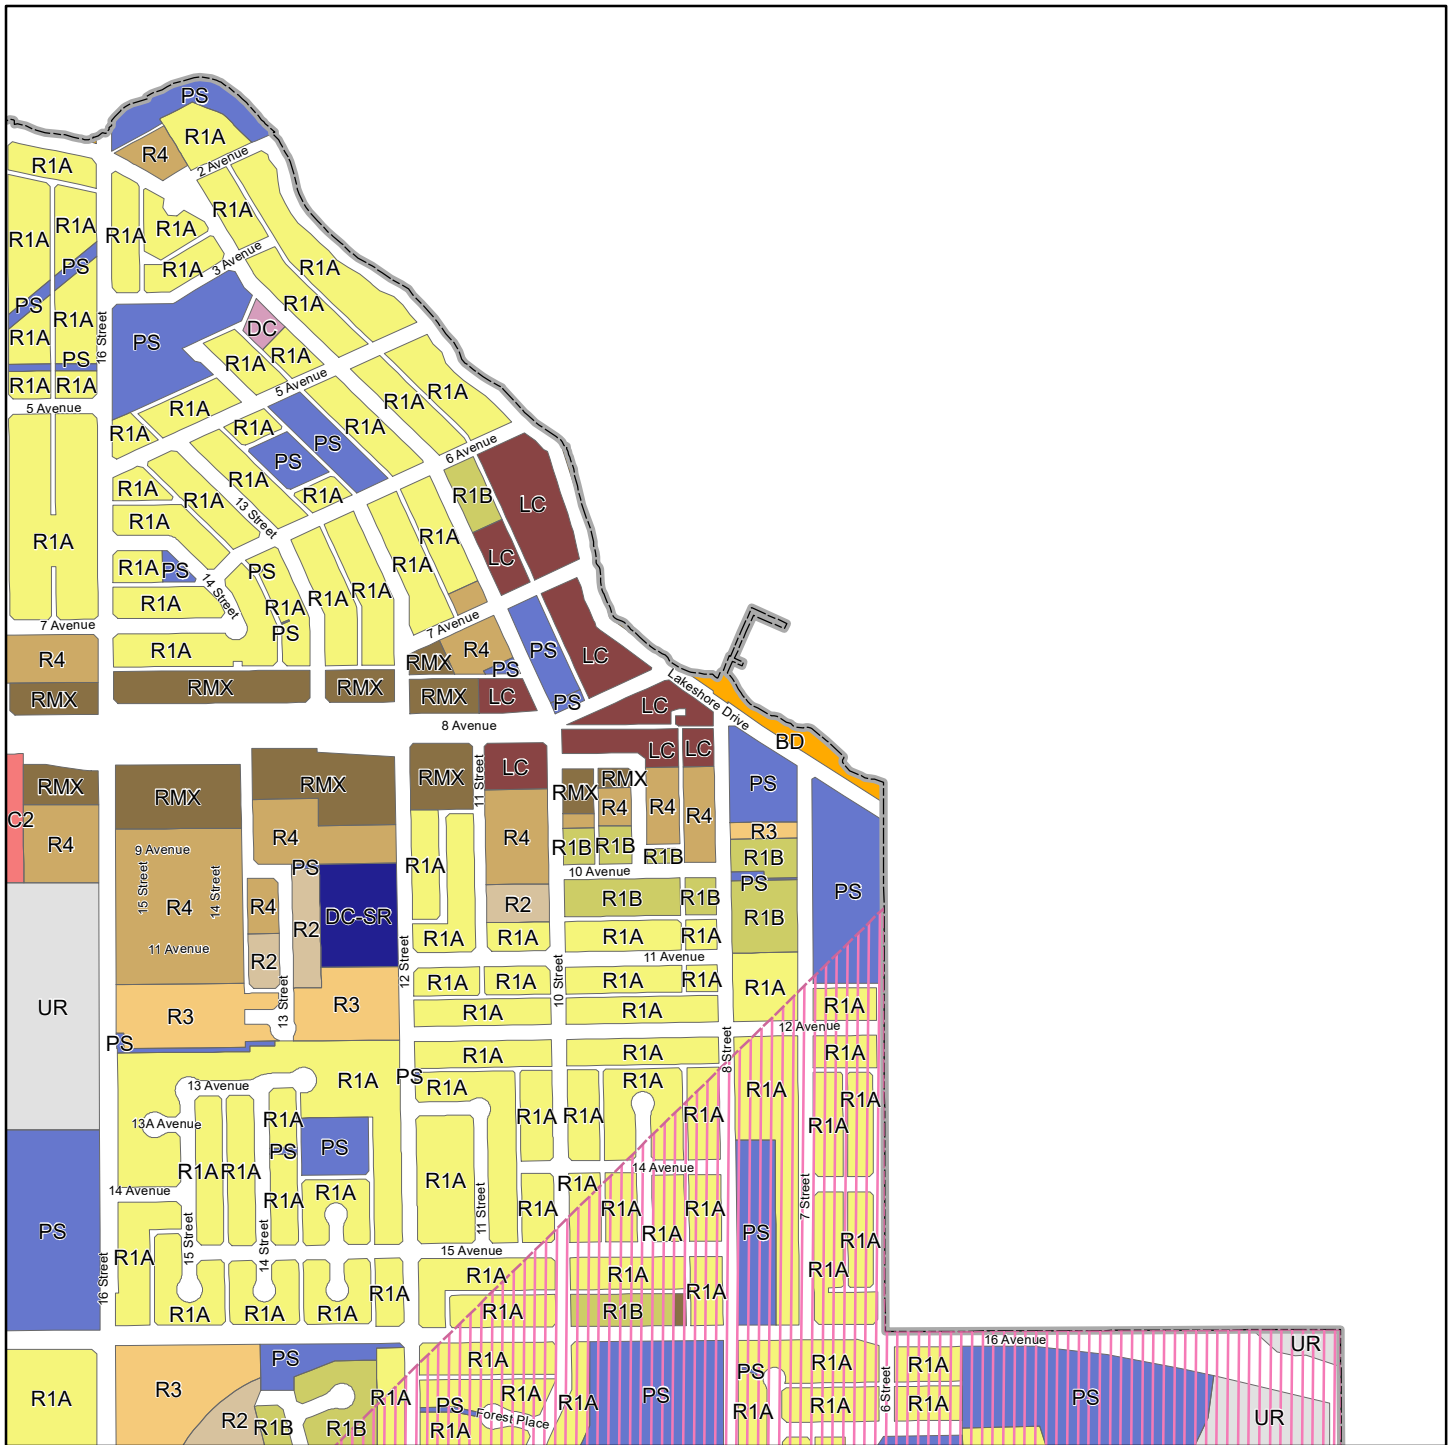 PS
R1A
R4
2 Avenue
R1A
R1A
R1A
R1A
R1A
R1A
R1A
3 Avenue
R1A
PS
R1A
PS
R1A
R1A
16 Street
DC
R1A
PS
PS
R1A
R1A
R1A
R1A
5 Avenue
R1A
R1A
5 Avenue
R1A
R1A
R1A
R1A
R1A
PS
6 Avenue
PS
R1A
R1A
R1A
R1A
R1B
LC
13 Street
R1A
R1A
R1A
LC
R1A
R1A
PS
PS
14 Street
R1A
R1A
R1A
R1A
R1A
7 Avenue
7 Avenue
PS
R1A
R4
RMX
R4
PS
PS
LC
RMX
RMX
RMX
RMX
LC
PS
LC
Lakeshore Drive
8 Avenue
BD
LC
LC
RMX
RMX
RMX
RMX
11 Street
LC
RMX
RMX
PS
C2
R4
R4
R4
R4
R4
R4
R3
9 Avenue
15 Street
14 Street
R4
PS
R1A
R1B
R1B
R1B
R1B
10 Avenue
PS
PS
R4
R2
R1B
R1B
R1B
DC-SR
R2
R1A
R1A
R1A
R1A
11 Avenue
11 Avenue
R2
12 Street
10 Street
R1A
R1A
R1A
R1A
R1A
R1A
UR
R3
13 Street
R3
R1A
R1A
12 Avenue
PS
8 Street
R1A
R1A
R1A
PS
R1A
R1A
R1A
R1A
13 Avenue
R1A
R1A
13A Avenue
R1A
R1A
R1A
R1A
R1A
PS
PS
14 Avenue
R1A
R1A
R1A
R1A
R1A
R1A
14 Avenue
R1A
11 Street
R1A
R1A
R1A
R1A
7 Street
PS
PS
15 Street
14 Street
15 Avenue
R1A
R1A
16 Street
R1A
R1A
R1A
R1A
R1A
R1A
R1A
R1A
R1A
R1B
16 Avenue
UR
PS
R1A
R1A
R1A
R1A
PS
R3
R1A
R1A
R1A
R1A
PS
R1A
R1A
6 Street
R1A
PS
UR
R2
R1B
R1B
PS
Forest Place
R1A
R1A